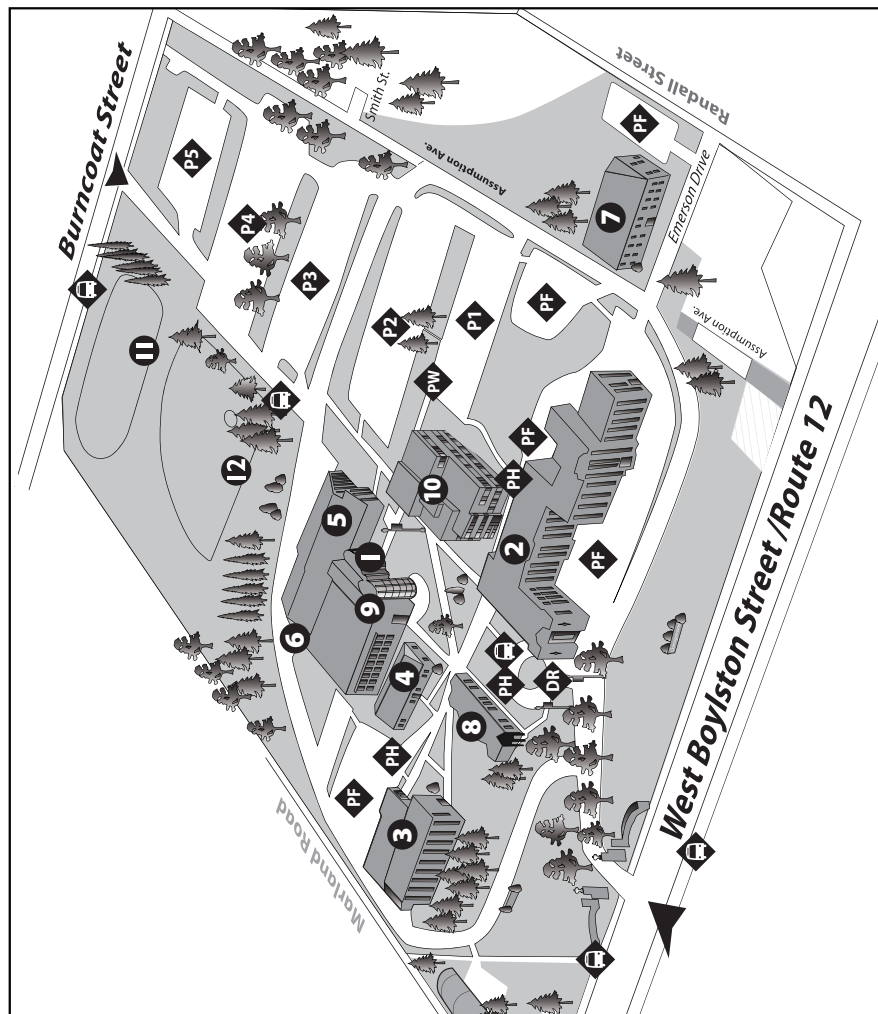 Burncoat Street
Randall Street
Smith St.
Assumption Ave.
Emerson Drive
Assumption Ave.
West Boylston Street /Route 12
Marland Road
P5
P4
P3
P2
P1
PF
PF
PW
PF
PH
PF
PH
DR
PH
PF
7
11
12
10
5
1
2
9
6
4
8
3